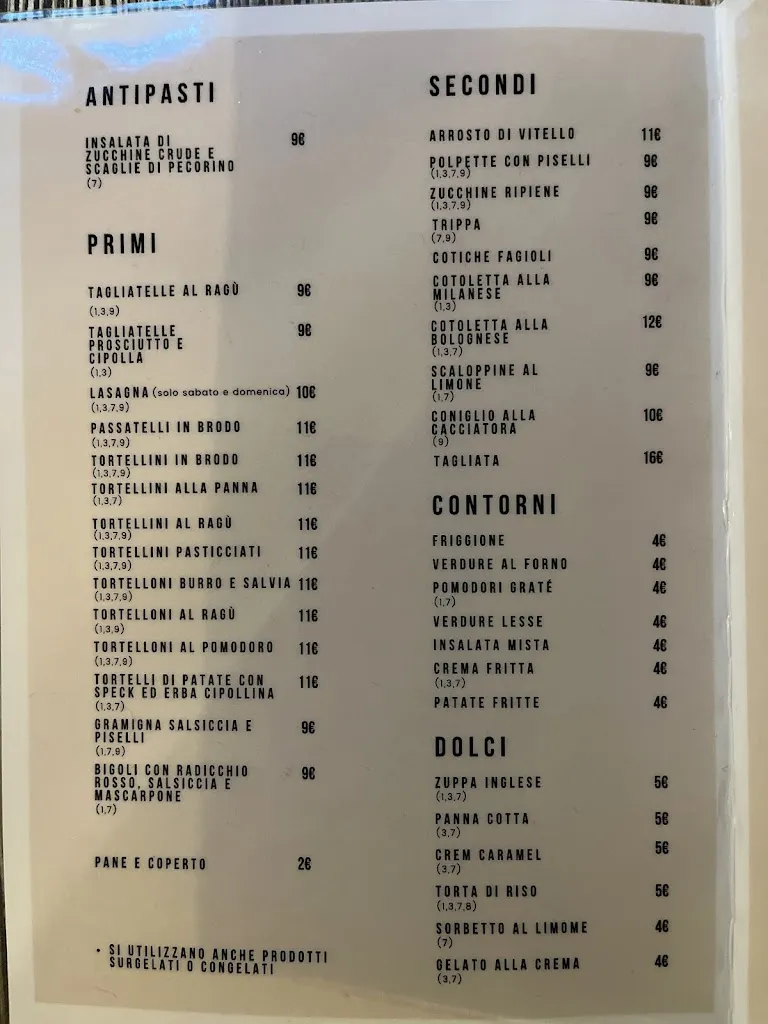 ANTIPASTI
INSALATA DI 9€
ZUCCHINE CRUDE E
SCAGLIE DI PECORINO
(7)
PRIMI
TAGLIATELLE AL RAGÙ 9€
(1,3,9)
TAGLIATELLE 9€
PROSCIUTTO E
CIPOLLA
(1,3)
LASAGNA (solo sabato e domenica) 10€
(1,3,7,9)
PASSATELLI IN BRODO 11€
(1,3,7,9)
TORTELLINI IN BRODO 11€
(1,3,7,9)
TORTELLINI ALLA PANNA 11€
(1,3,7)
TORTELLINI AL RAGÙ 11€
(1,3,7,9)
TORTELLINI PASTICCIATI 11€
(1,3,7,9)
TORTELLONI BURRO E SALVIA 11€
(1,3,7,9)
TORTELLONI AL RAGÙ 11€
(1,3,9)
TORTELLONI AL POMODORO 11€
(1,3,7,9)
TORTELLI DI PATATE CON 11€
SPECK ED ERBA CIPOLLINA
(1,3,7)
GRAMIGNA SALSICCIA E 9€
PISELLI
(1,7,9)
BIGOLI CON RADICCHIO 9€
ROSSO, SALSICCIA E
MASCARPONE
(1,7)
PANE E COPERTO 2€
• SI UTILIZZANO ANCHE PRODOTTI
SURGELATI O CONGELATI
SECONDI
ARROSTO DI VITELLO 11€
POLPETTE CON PISELLI 9€
(1,3,7,9)
ZUCCHINE RIPIENE 9€
(1,3,7,9)
TRIPPA 9€
(7,9)
COTICHE FAGIOLI 9€
COTOLETTA ALLA 9€
MILANESE
(1,3)
COTOLETTA ALLA 12€
BOLOGNESE
(1,3,7)
SCALOPPINE AL 9€
LIMONE
(1,7)
CONIGLIO ALLA 10€
CACCIATORA
(9)
TAGLIATA 16€
CONTORNI
FRIGGIONE 4€
VERDURE AL FORNO 4€
POMODORI GRATÉ 4€
(1,7)
VERDURE LESSE 4€
INSALATA MISTA 4€
CREMA FRITTA 4€
(1,3,7)
PATATE FRITTE 4€
DOLCI
ZUPPA INGLESE 5€
(1,3,7)
PANNA COTTA 5€
(3,7)
CREM CARAMEL 5€
(3,7)
TORTA DI RISO 5€
(1,3,7,8)
SORBETTO AL LIMOME 4€
(7)
GELATO ALLA CREMA 4€
(3,7)